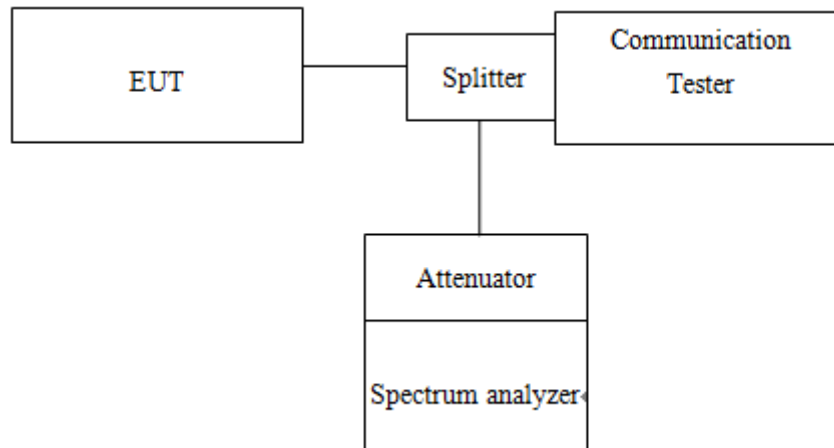 EUT
Splitter
Communication
Tester
Attenuator
Spectrum analyzer